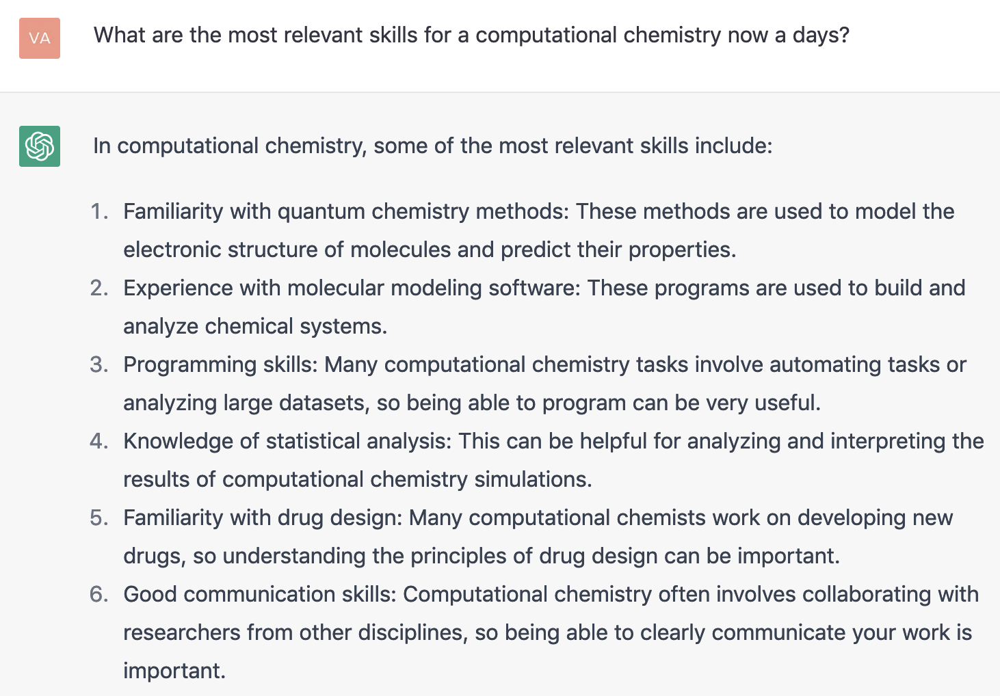 VA
What are the most relevant skills for a computational chemistry now a days?
In computational chemistry, some of the most relevant skills include:
1. Familiarity with quantum chemistry methods: These methods are used to model the
electronic structure of molecules and predict their properties.
2. Experience with molecular modeling software: These programs are used to build and
analyze chemical systems.
3. Programming skills: Many computational chemistry tasks involve automating tasks or
analyzing large datasets, so being able to program can be very useful.
4. Knowledge of statistical analysis: This can be helpful for analyzing and interpreting the
results of computational chemistry simulations.
5. Familiarity with drug design: Many computational chemists work on developing new
drugs, so understanding the principles of drug design can be important.
6. Good communication skills: Computational chemistry often involves collaborating with
researchers from other disciplines, so being able to clearly communicate your work is
important.